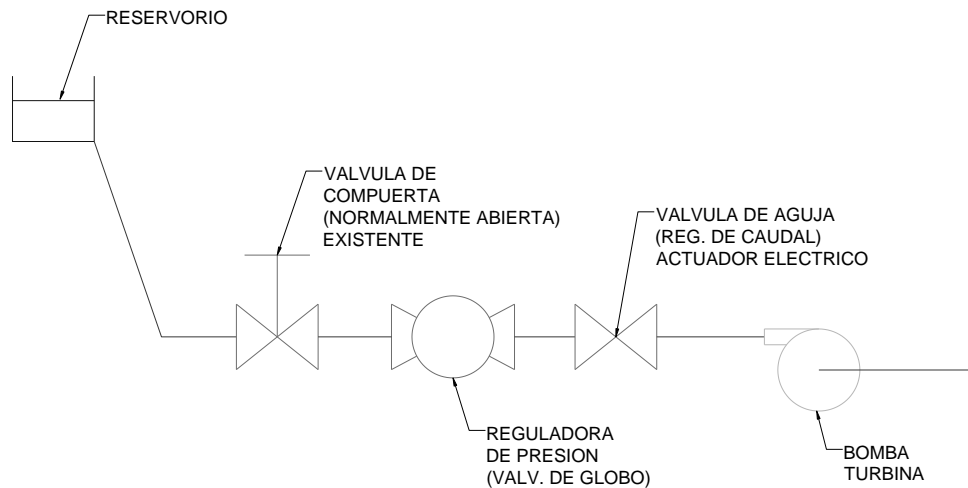 RESERVORIO
VALVULA DE
COMPUERTA
(NORMALMENTE ABIERTA)
EXISTENTE
VALVULA DE AGUJA
(REG. DE CAUDAL)
ACTUADOR ELECTRICO
REGULADORA
DE PRESION
(VALV. DE GLOBO)
BOMBA
TURBINA